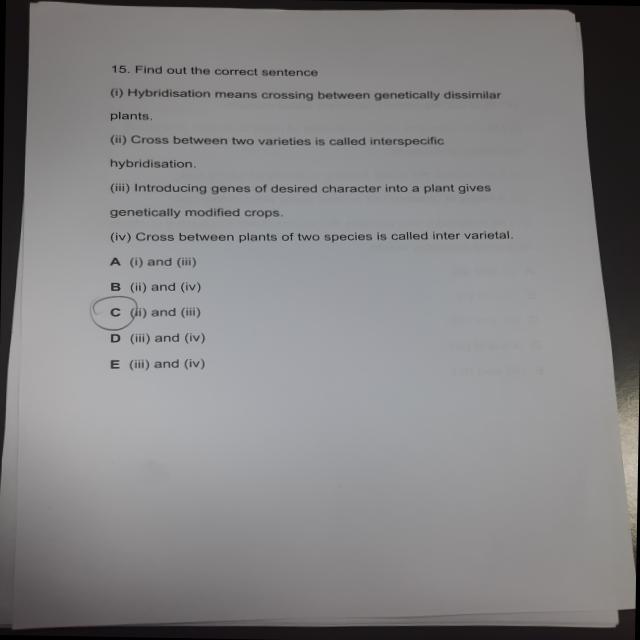 15. Find out the correct sentence
(i) Hybridisation means crossing between genetically dissimilar
plants.
(ii) Cross between two varieties is called interspecific
hybridisation.
(iii) Introducing genes of desired character into a plant gives
genetically modified crops.
(iv) Cross between plants of two species is called inter varietal.
A (i) and (iii)
B (ii) and (iv)
C (ii) and (iii)
D (iii) and (iv)
E (iii) and (iv)